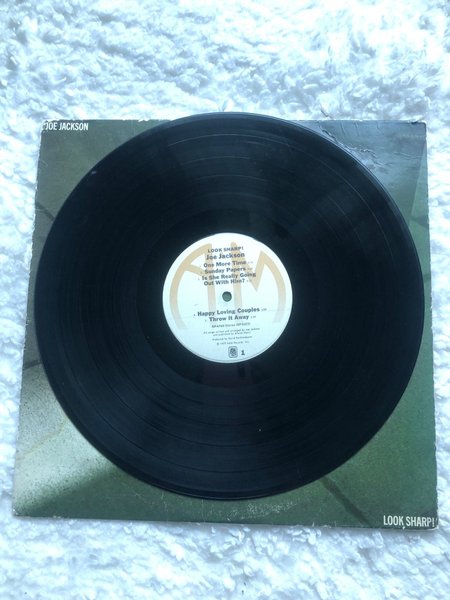 JOE JACKSON
LOOK SHARP!
Joe Jackson
One More Time
Sunday Papers
Is She Really Going
Out With Him?
Happy Loving Couples
Throw It Away
1
LOOK SHARP!